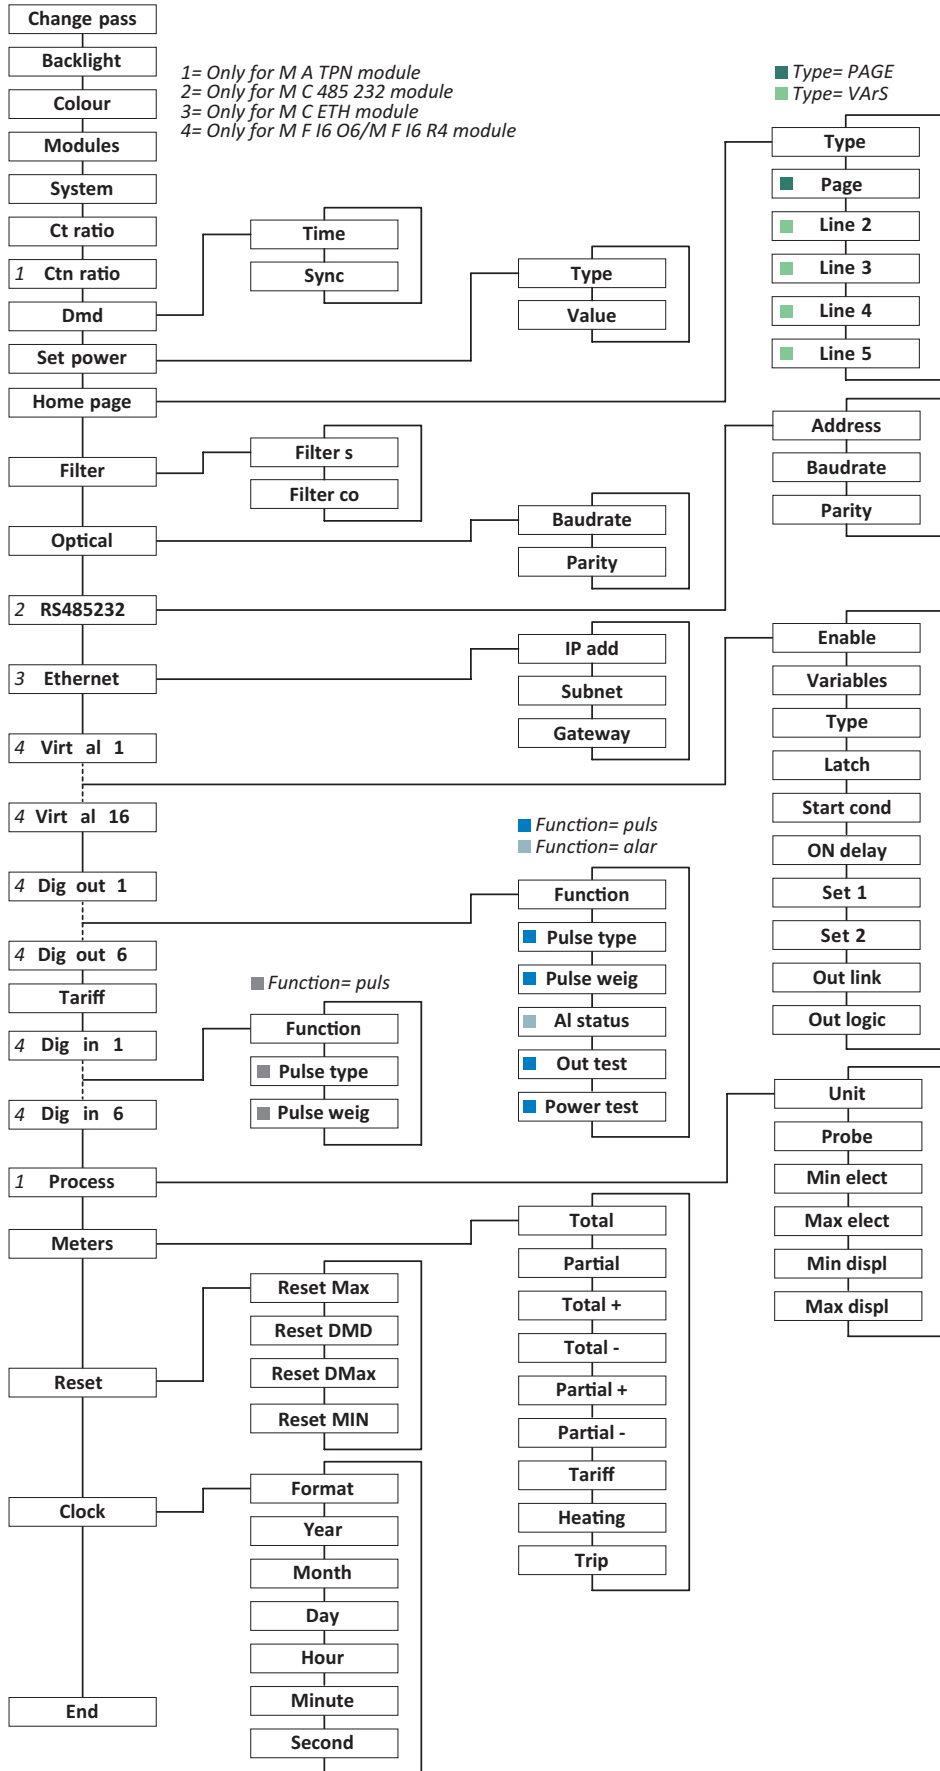 Change pass
Backlight
Colour
Modules
System
Ct ratio
1 Ctn ratio
Dmd
Set power
Home page
Filter
Optical
2 RS485232
3 Ethernet
4 Virt al 1
4 Virt al 16
4 Dig out 1
4 Dig out 6
Tariff
4 Dig in 1
4 Dig in 6
1 Process
Meters
Reset
Clock
End
1= Only for M A TPN module
2= Only for M C 485 232 module
3= Only for M C ETH module
4= Only for M F I6 O6/M F I6 R4 module
Time
Sync
Filter s
Filter co
Function= puls
Function
Pulse type
Pulse weig
Reset Max
Reset DMD
Reset DMax
Reset MIN
Format
Year
Month
Day
Hour
Minute
Second
Type
Value
Baudrate
Parity
IP add
Subnet
Gateway
Function= puls
Function= alar
Function
Pulse type
Pulse weig
Al status
Out test
Power test
Total
Partial
Total +
Total -
Partial +
Partial -
Tariff
Heating
Trip
Type= PAGE
Type= VArS
Type
Page
Line 2
Line 3
Line 4
Line 5
Address
Baudrate
Parity
Enable
Variables
Type
Latch
Start cond
ON delay
Set 1
Set 2
Out link
Out logic
Unit
Probe
Min elect
Max elect
Min displ
Max displ